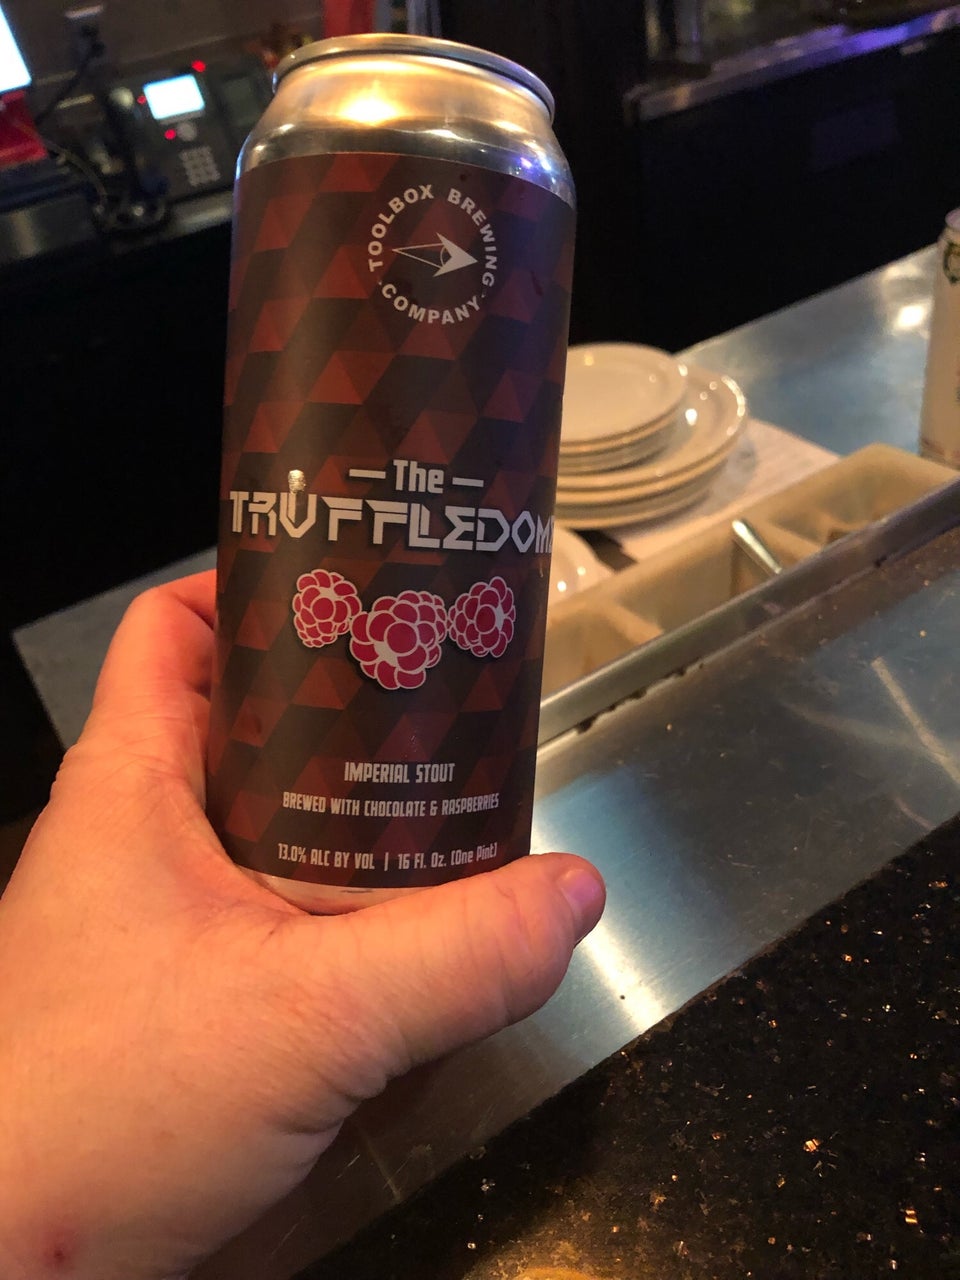 TOOLBOX BREWING
· COMPANY ·
— The —
TRUFFLEDOME
IMPERIAL STOUT
BREWED WITH CHOCOLATE & RASPBERRIES
13.0% ALC BY VOL | 16 Fl. Oz. (One Pint)